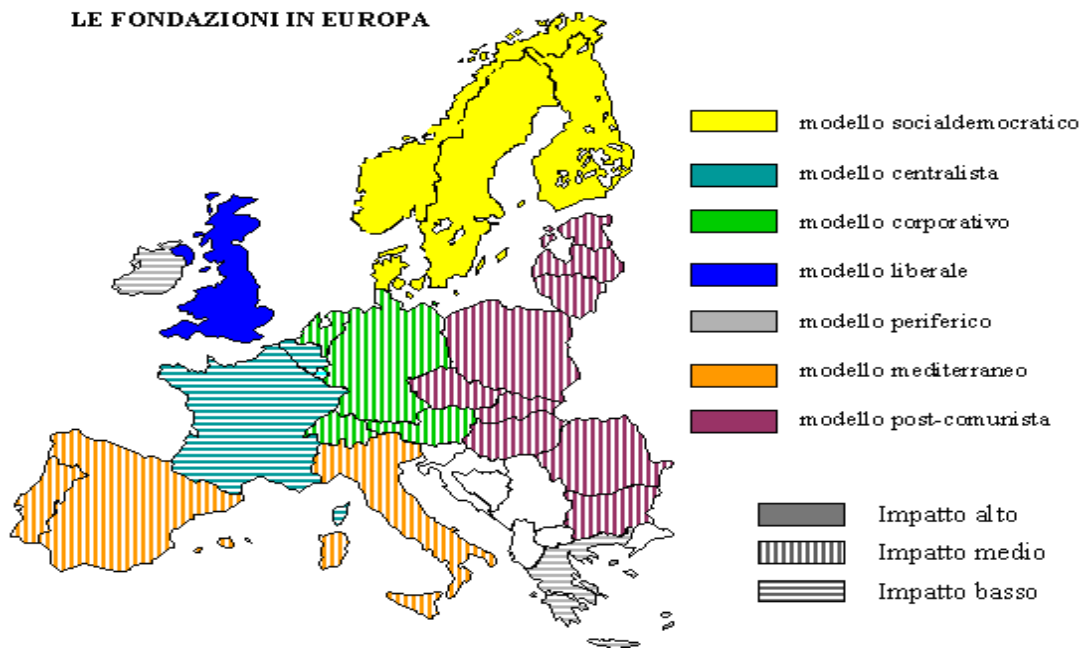 LE FONDAZIONI IN EUROPA
modello socialdemocratico
modello centralista
modello corporativo
modello liberale
modello periferico
modello mediterraneo
modello post-comunista
Impatto alto
Impatto medio
Impatto basso